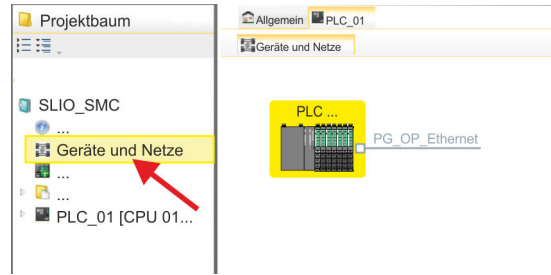 Projektbaum
SLIO_SMC
...
Geräte und Netze
...
...
PLC_01 [CPU 01...
Allgemein PLC_01
Geräte und Netze
PLC ...
PG_OP_Ethernet